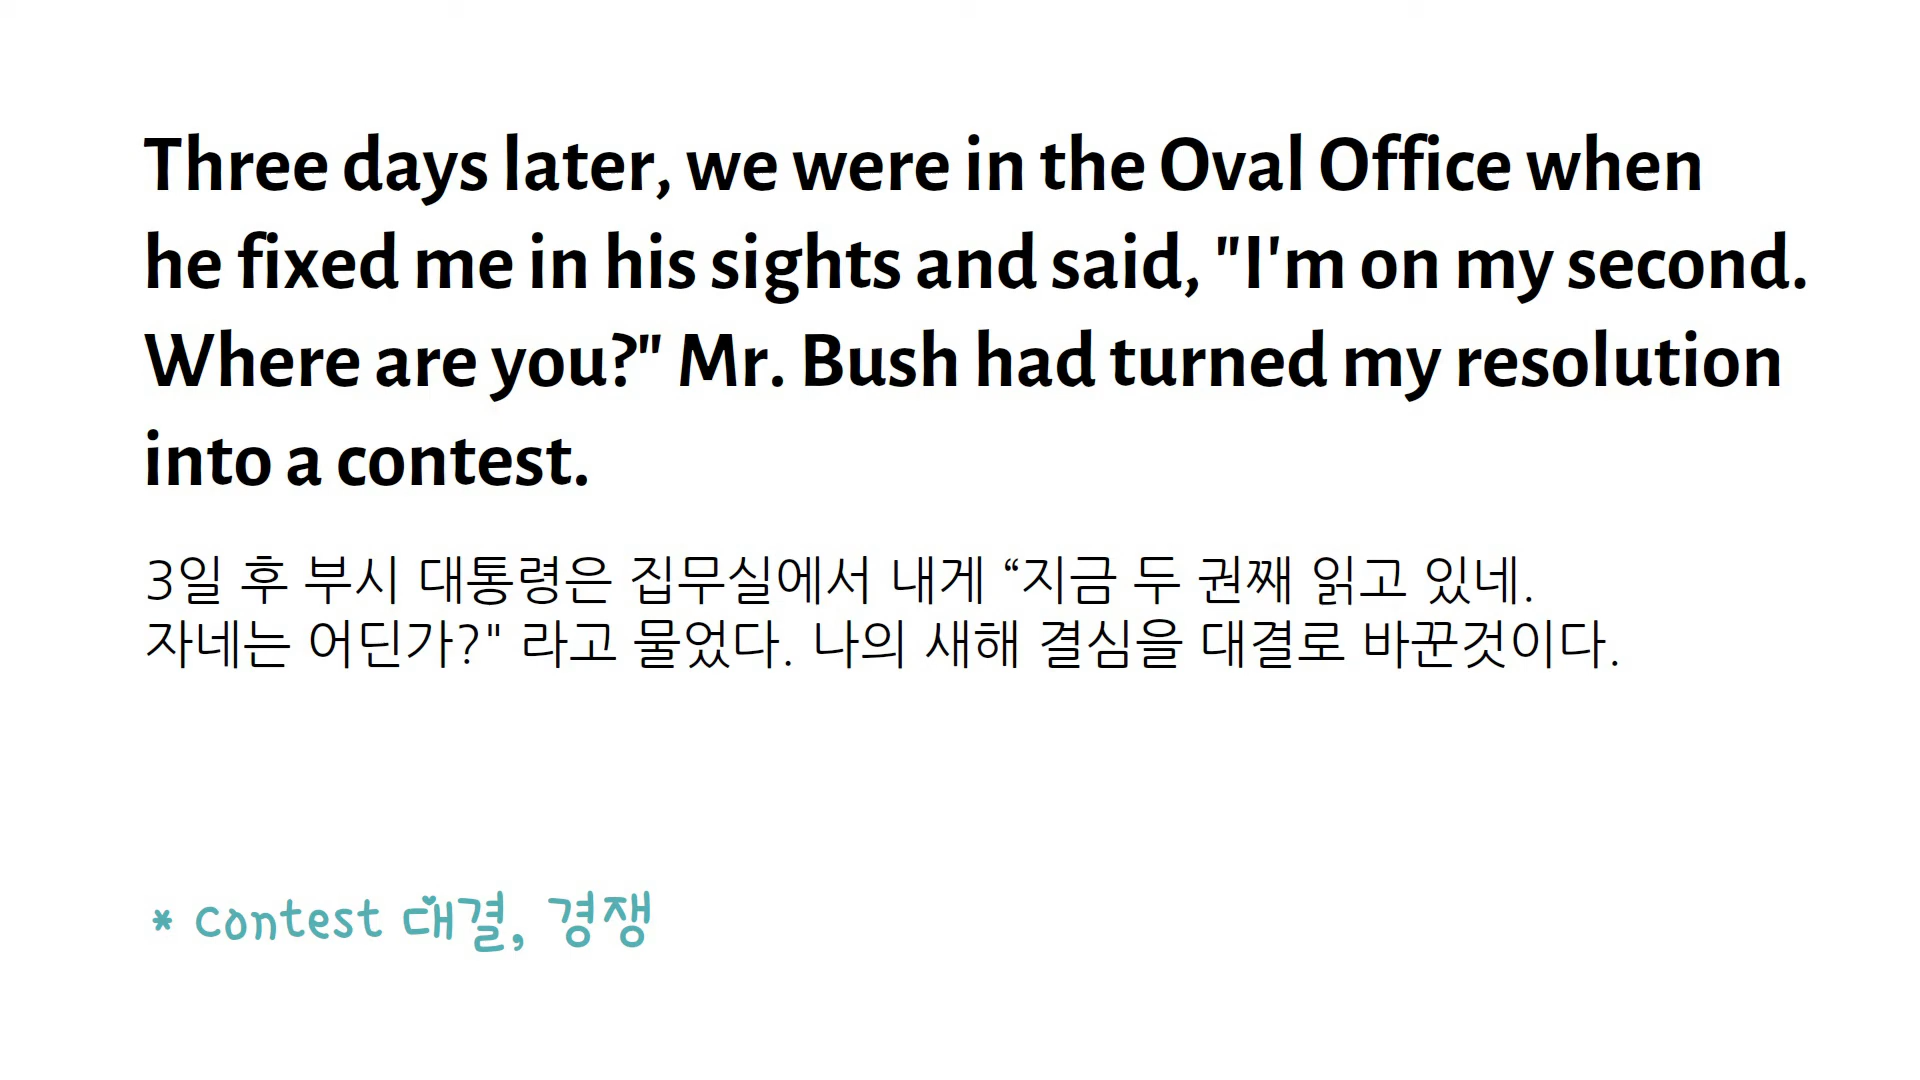 Three days later, we were in the Oval Office when
he fixed me in his sights and said, "I'm on my second.
Where are you?" Mr. Bush had turned my resolution
into a contest.
3일 후 부시 대통령은 집무실에서 내게 “지금 두 권째 읽고 있네.
자네는 어딘가?" 라고 물었다. 나의 새해 결심을 대결로 바꾼것이다.
* contest 대결, 경쟁